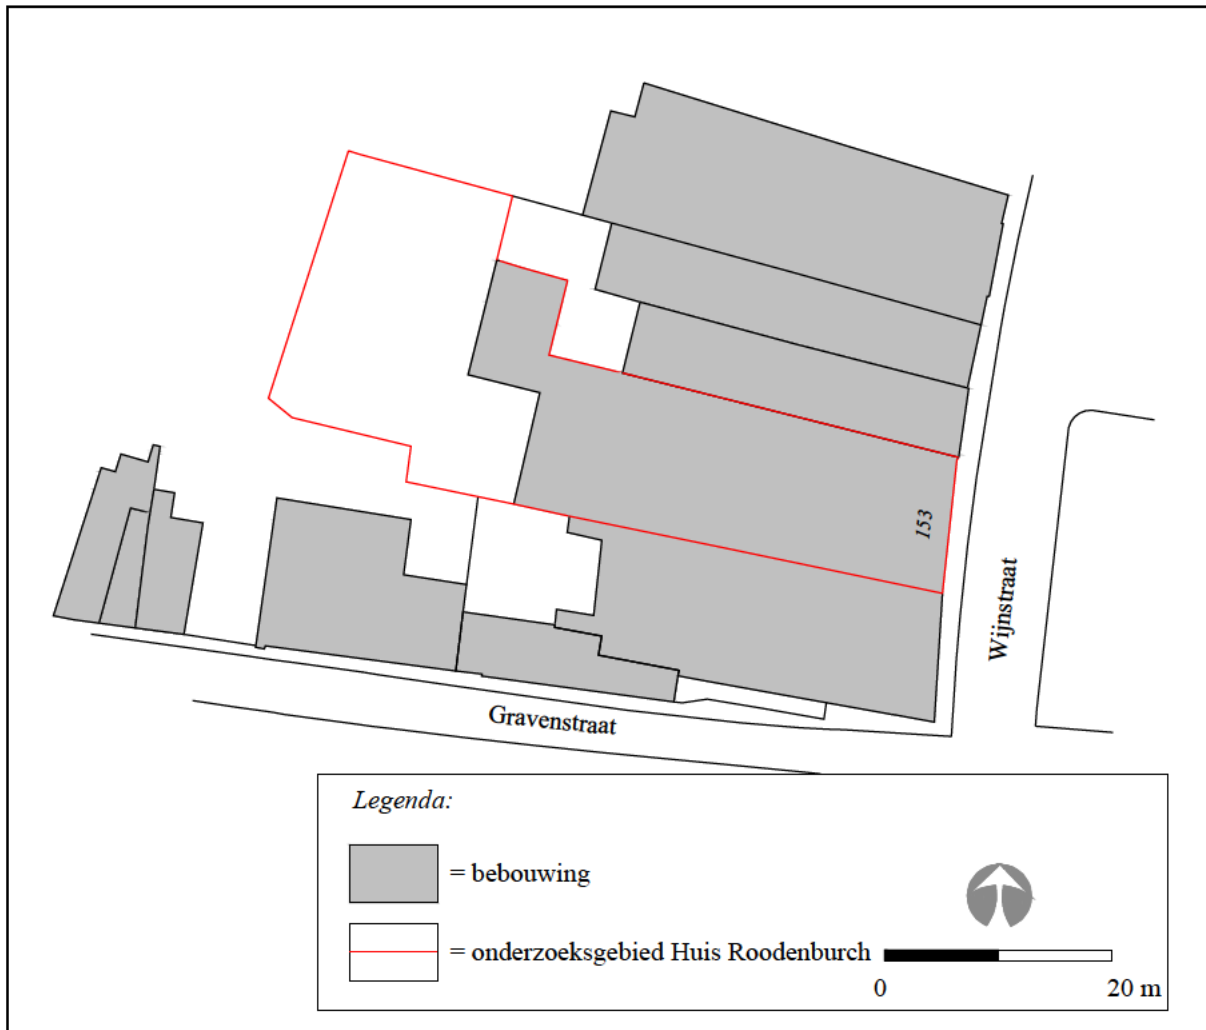 153
Wijnstraat
Gravenstraat
Legenda:
= bebouwing
= onderzoeksgebied Huis Roodenburch
0 20 m